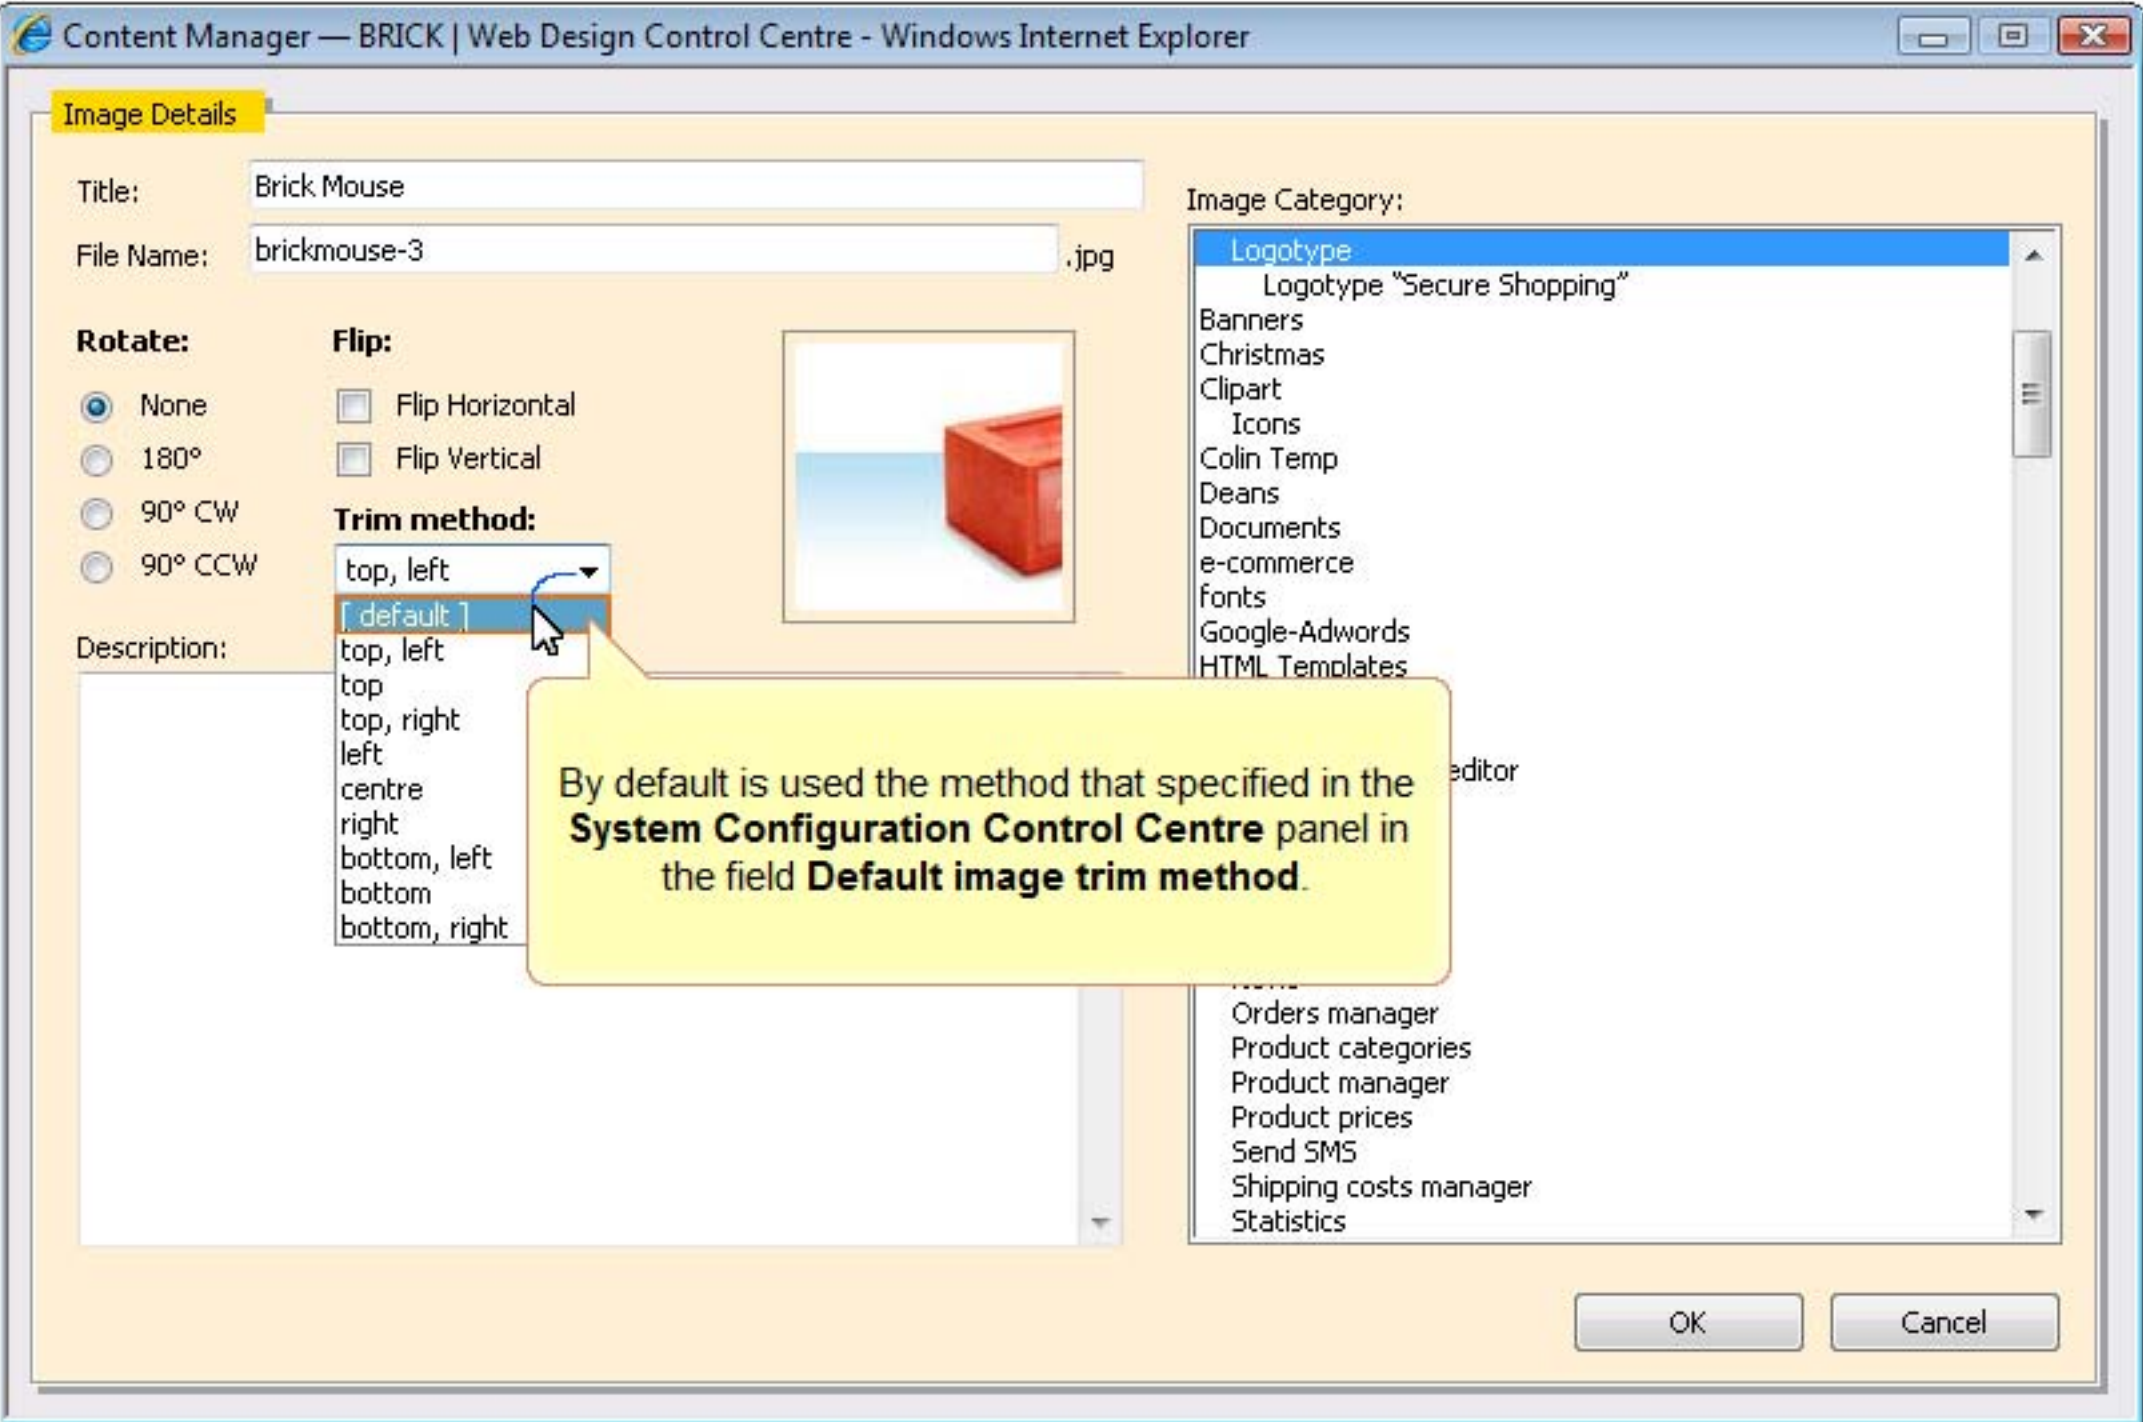 Content Manager — BRICK | Web Design Control Centre - Windows Internet Explorer
Image Details
Title:
Brick Mouse
File Name:
brickmouse-3
.jpg
Rotate:
None
180°
90° CW
90° CCW
Flip:
Flip Horizontal
Flip Vertical
Trim method:
top, left
[ default ]
top, left
top
top, right
left
centre
right
bottom, left
bottom
bottom, right
Description:
By default is used the method that specified in the
System Configuration Control Centre panel in
the field Default image trim method.
Image Category:
Logotype
Logotype “Secure Shopping”
Banners
Christmas
Clipart
Icons
Colin Temp
Deans
Documents
e-commerce
fonts
Google-Adwords
HTML Templates
editor
Orders manager
Product categories
Product manager
Product prices
Send SMS
Shipping costs manager
Statistics
OK
Cancel